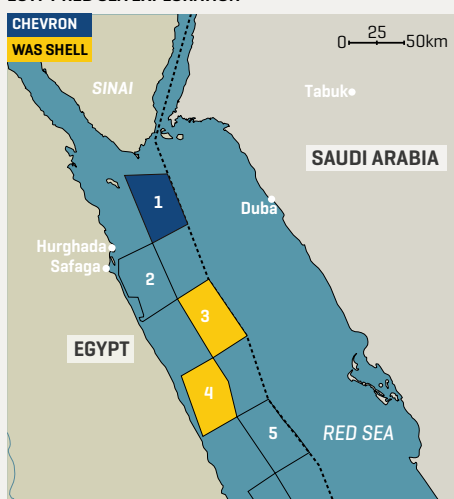 CHEVRON
WAS SHELL
0 25 50km
SINAI
Tabuk
SAUDI ARABIA
1
Duba
Hurghada
Safaga
2
3
EGYPT
4
5
RED SEA